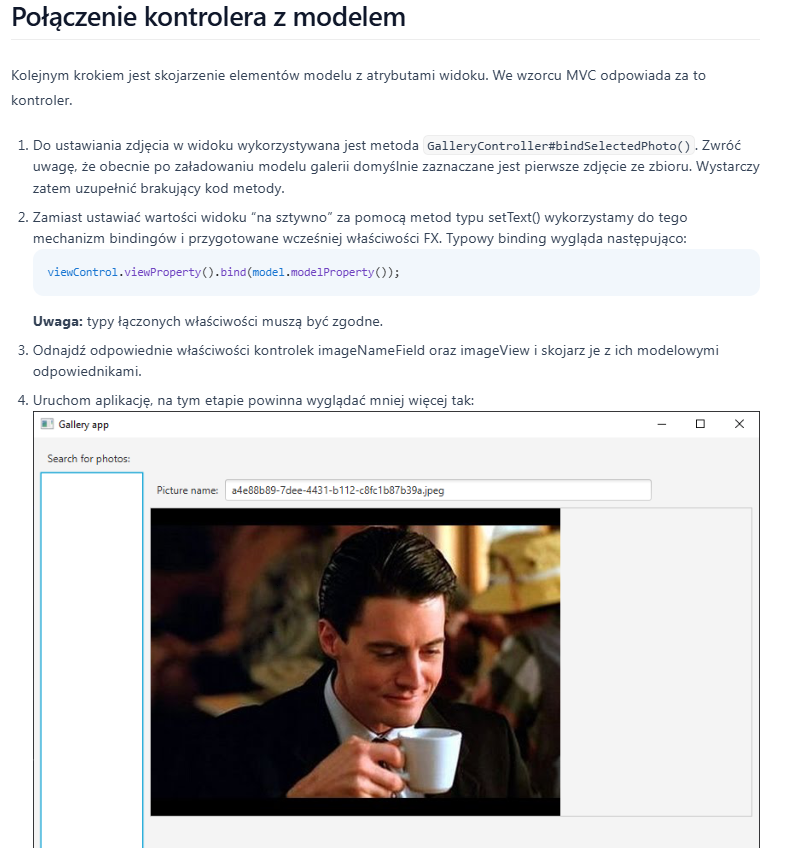 Połączenie kontrolera z modelem
Kolejnym krokiem jest skojarzenie elementów modelu z atrybutami widoku. We wzorcu MVC odpowiada za to
kontroler.
1. Do ustawiania zdjęcia w widoku wykorzystywana jest metoda GalleryController#bindSelectedPhoto(). Zwróć
uwagę, że obecnie po załadowaniu modelu galerii domyślnie zaznaczane jest pierwsze zdjęcie ze zbioru. Wystarczy
zatem uzupełnić brakujący kod metody.
2. Zamiast ustawiać wartości widoku “na sztywno” za pomocą metod typu setText() wykorzystamy do tego
mechanizm bindingów i przygotowane wcześniej właściwości FX. Typowy binding wygląda następująco:
viewControl.viewProperty().bind(model.modelProperty());
Uwaga: typy łączonych właściwości muszą być zgodne.
3. Odnajdź odpowiednie właściwości kontrolek imageNameField oraz imageView i skojarz je z ich modelowymi
odpowiednikami.
4. Uruchom aplikację, na tym etapie powinna wyglądać mniej więcej tak:
Gallery app
Search for photos:
Picture name: a4e88b89-7dee-4431-b112-c8fc1b87b39a.jpeg